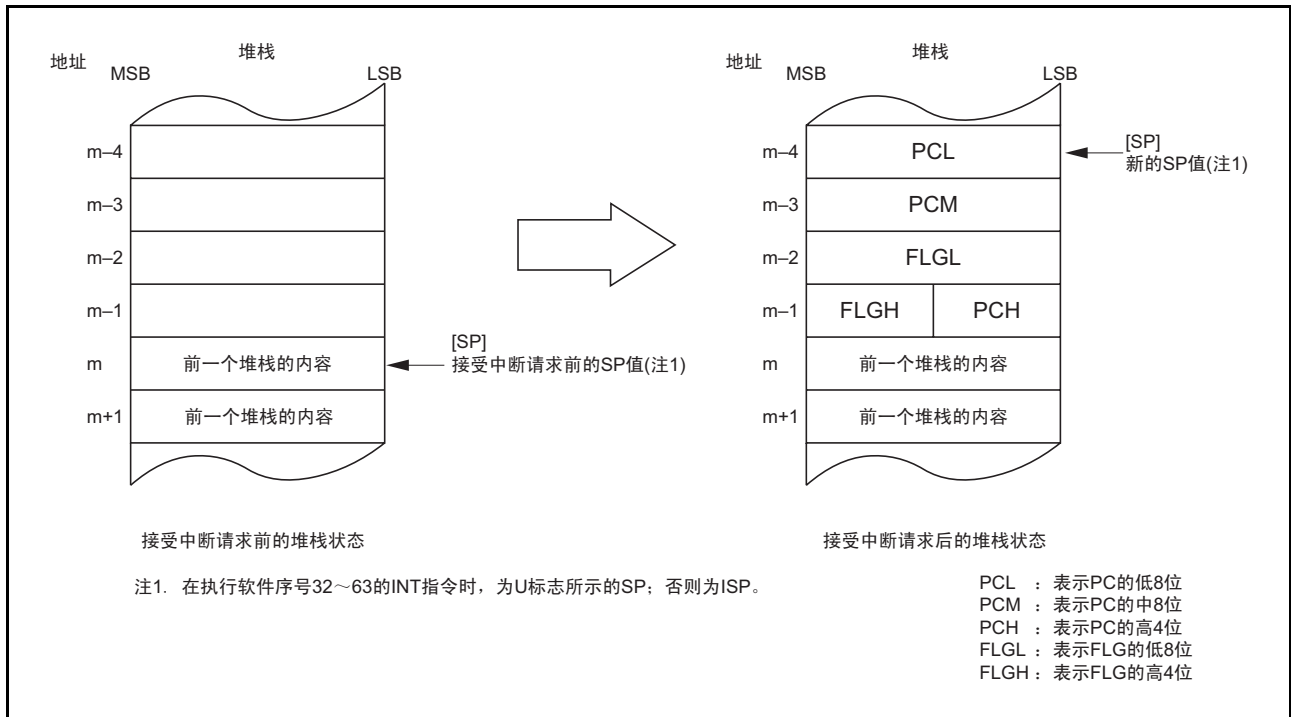 地址
堆栈
MSB
LSB
m–4
m–3
m–2
m–1
m
前一个堆栈的内容
m+1
前一个堆栈的内容
[SP]
接受中断请求前的SP值(注1)
接受中断请求前的堆栈状态
地址
堆栈
MSB
LSB
m–4
PCL
m–3
PCM
m–2
FLGL
m–1
FLGH
PCH
m
前一个堆栈的内容
m+1
前一个堆栈的内容
[SP]
新的SP值(注1)
接受中断请求后的堆栈状态
注1. 在执行软件序号32～63的INT指令时，为U标志所示的SP；否则为ISP。
PCL ：表示PC的低8位
PCM ：表示PC的中8位
PCH ：表示PC的高4位
FLGL ：表示FLG的低8位
FLGH ：表示FLG的高4位